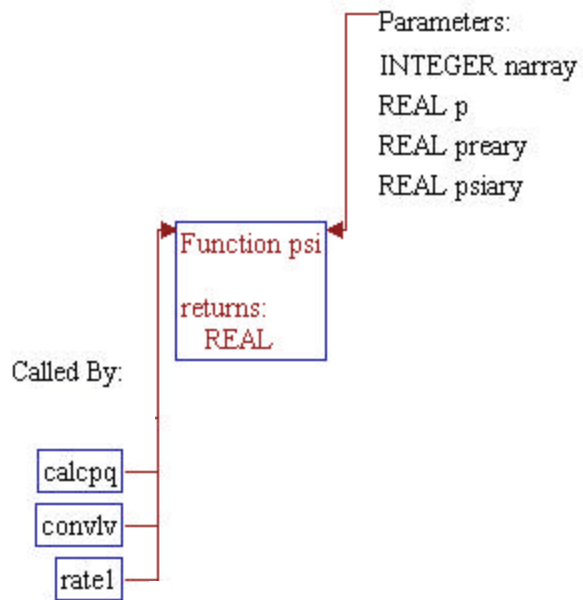 Parameters:
INTEGER narray
REAL p
REAL preary
REAL psiary
Function psi
returns:
REAL
Called By:
calcpq
convlv
rate1